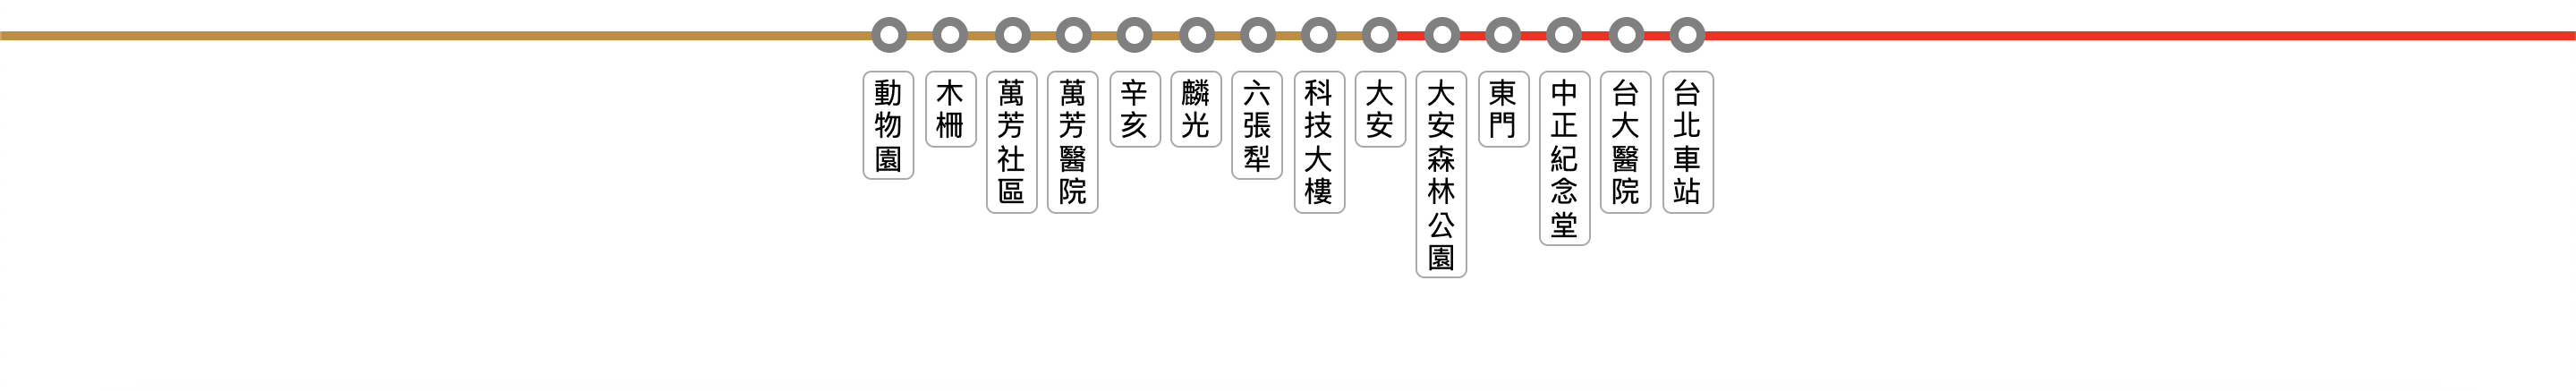 動物園
木柵
萬芳社區
萬芳醫院
辛亥
麟光
六張犁
科技大樓
大安
大安森林公園
東門
中正紀念堂
台大醫院
台北車站